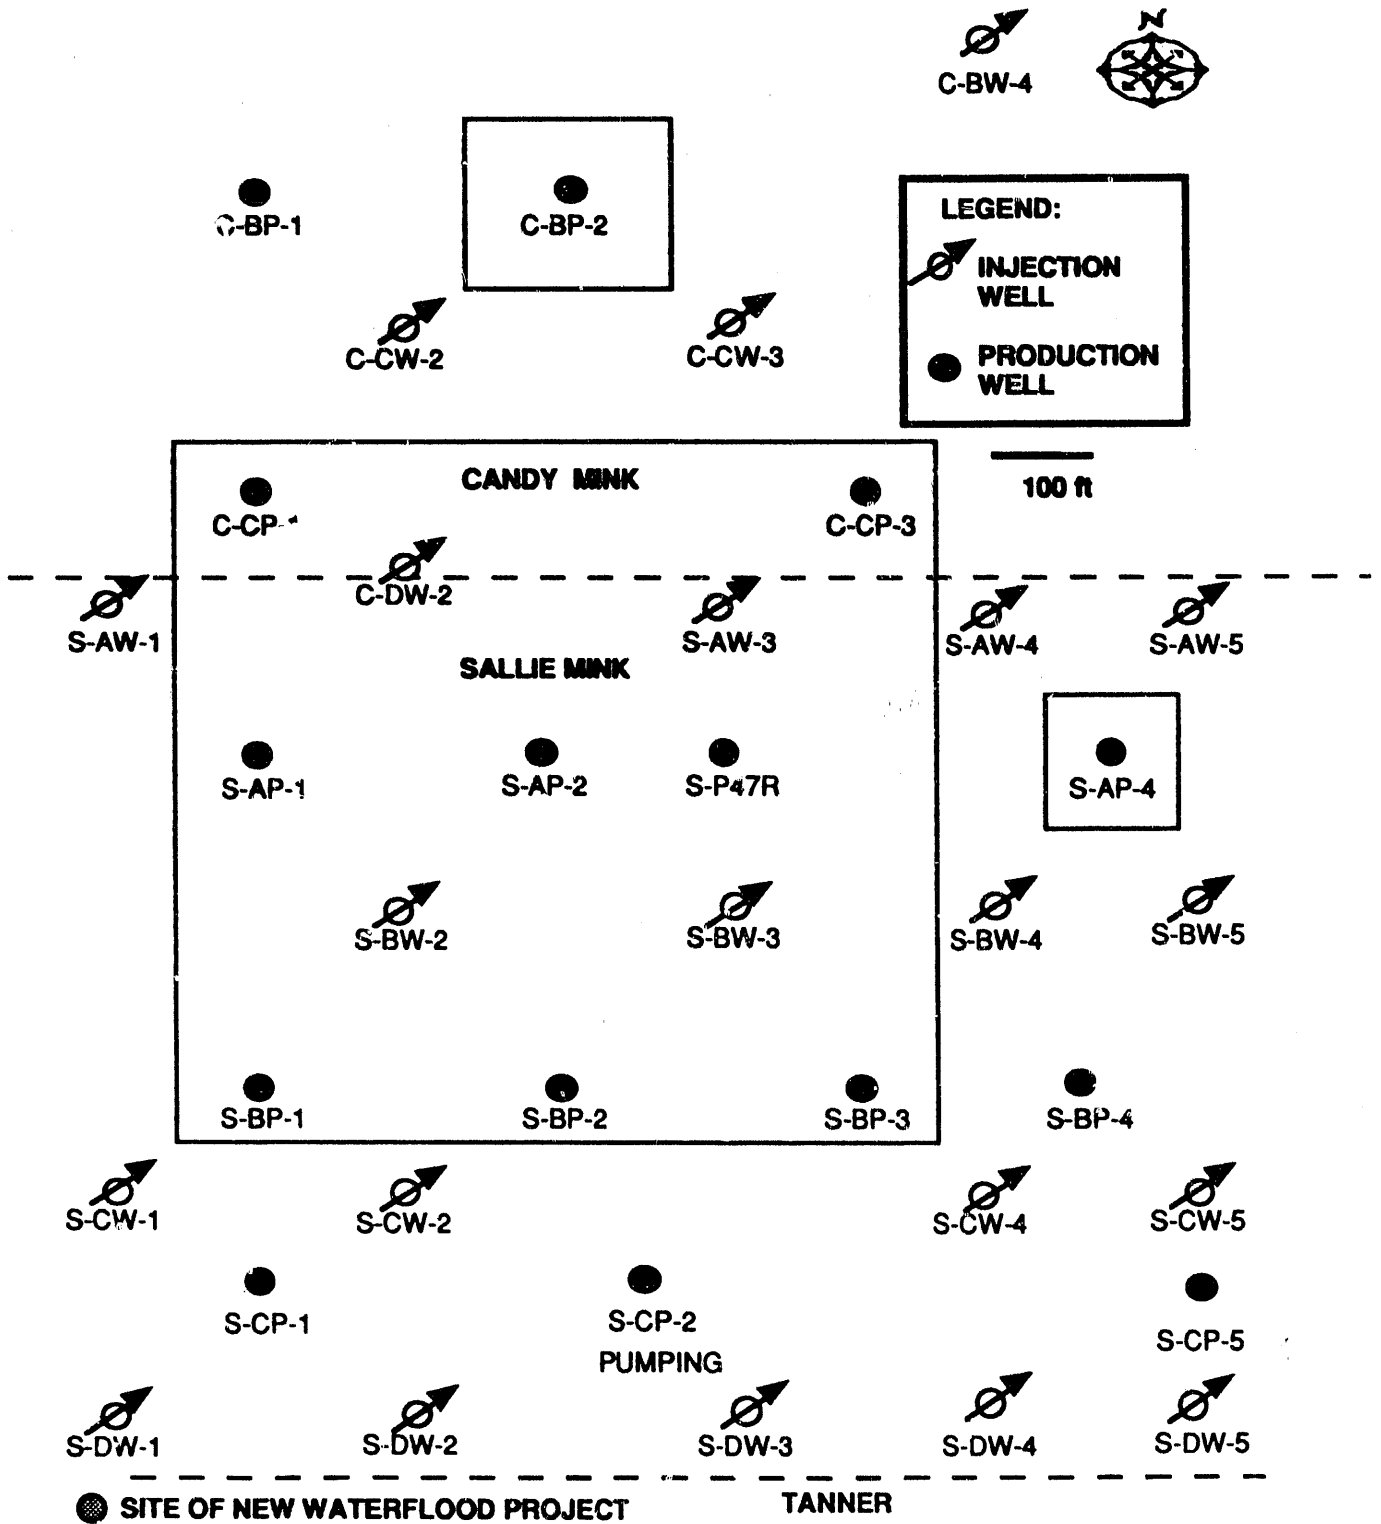 N
C-BW-4
C-BP-1
C-BP-2
LEGEND:
INJECTION
WELL
PRODUCTION
WELL
C-CW-2
C-CW-3
100 ft
CANDY MINK
C-CP-1
C-CP-3
C-DW-2
S-AW-1
S-AW-3
S-AW-4
S-AW-5
SALLIE MINK
S-AP-1
S-AP-2
S-P47R
S-AP-4
S-BW-2
S-BW-3
S-BW-4
S-BW-5
S-BP-1
S-BP-2
S-BP-3
S-BP-4
S-CW-1
S-CW-2
S-CW-4
S-CW-5
S-CP-1
S-CP-2
PUMPING
S-CP-5
S-DW-1
S-DW-2
S-DW-3
S-DW-4
S-DW-5
SITE OF NEW WATERFLOOD PROJECT
TANNER